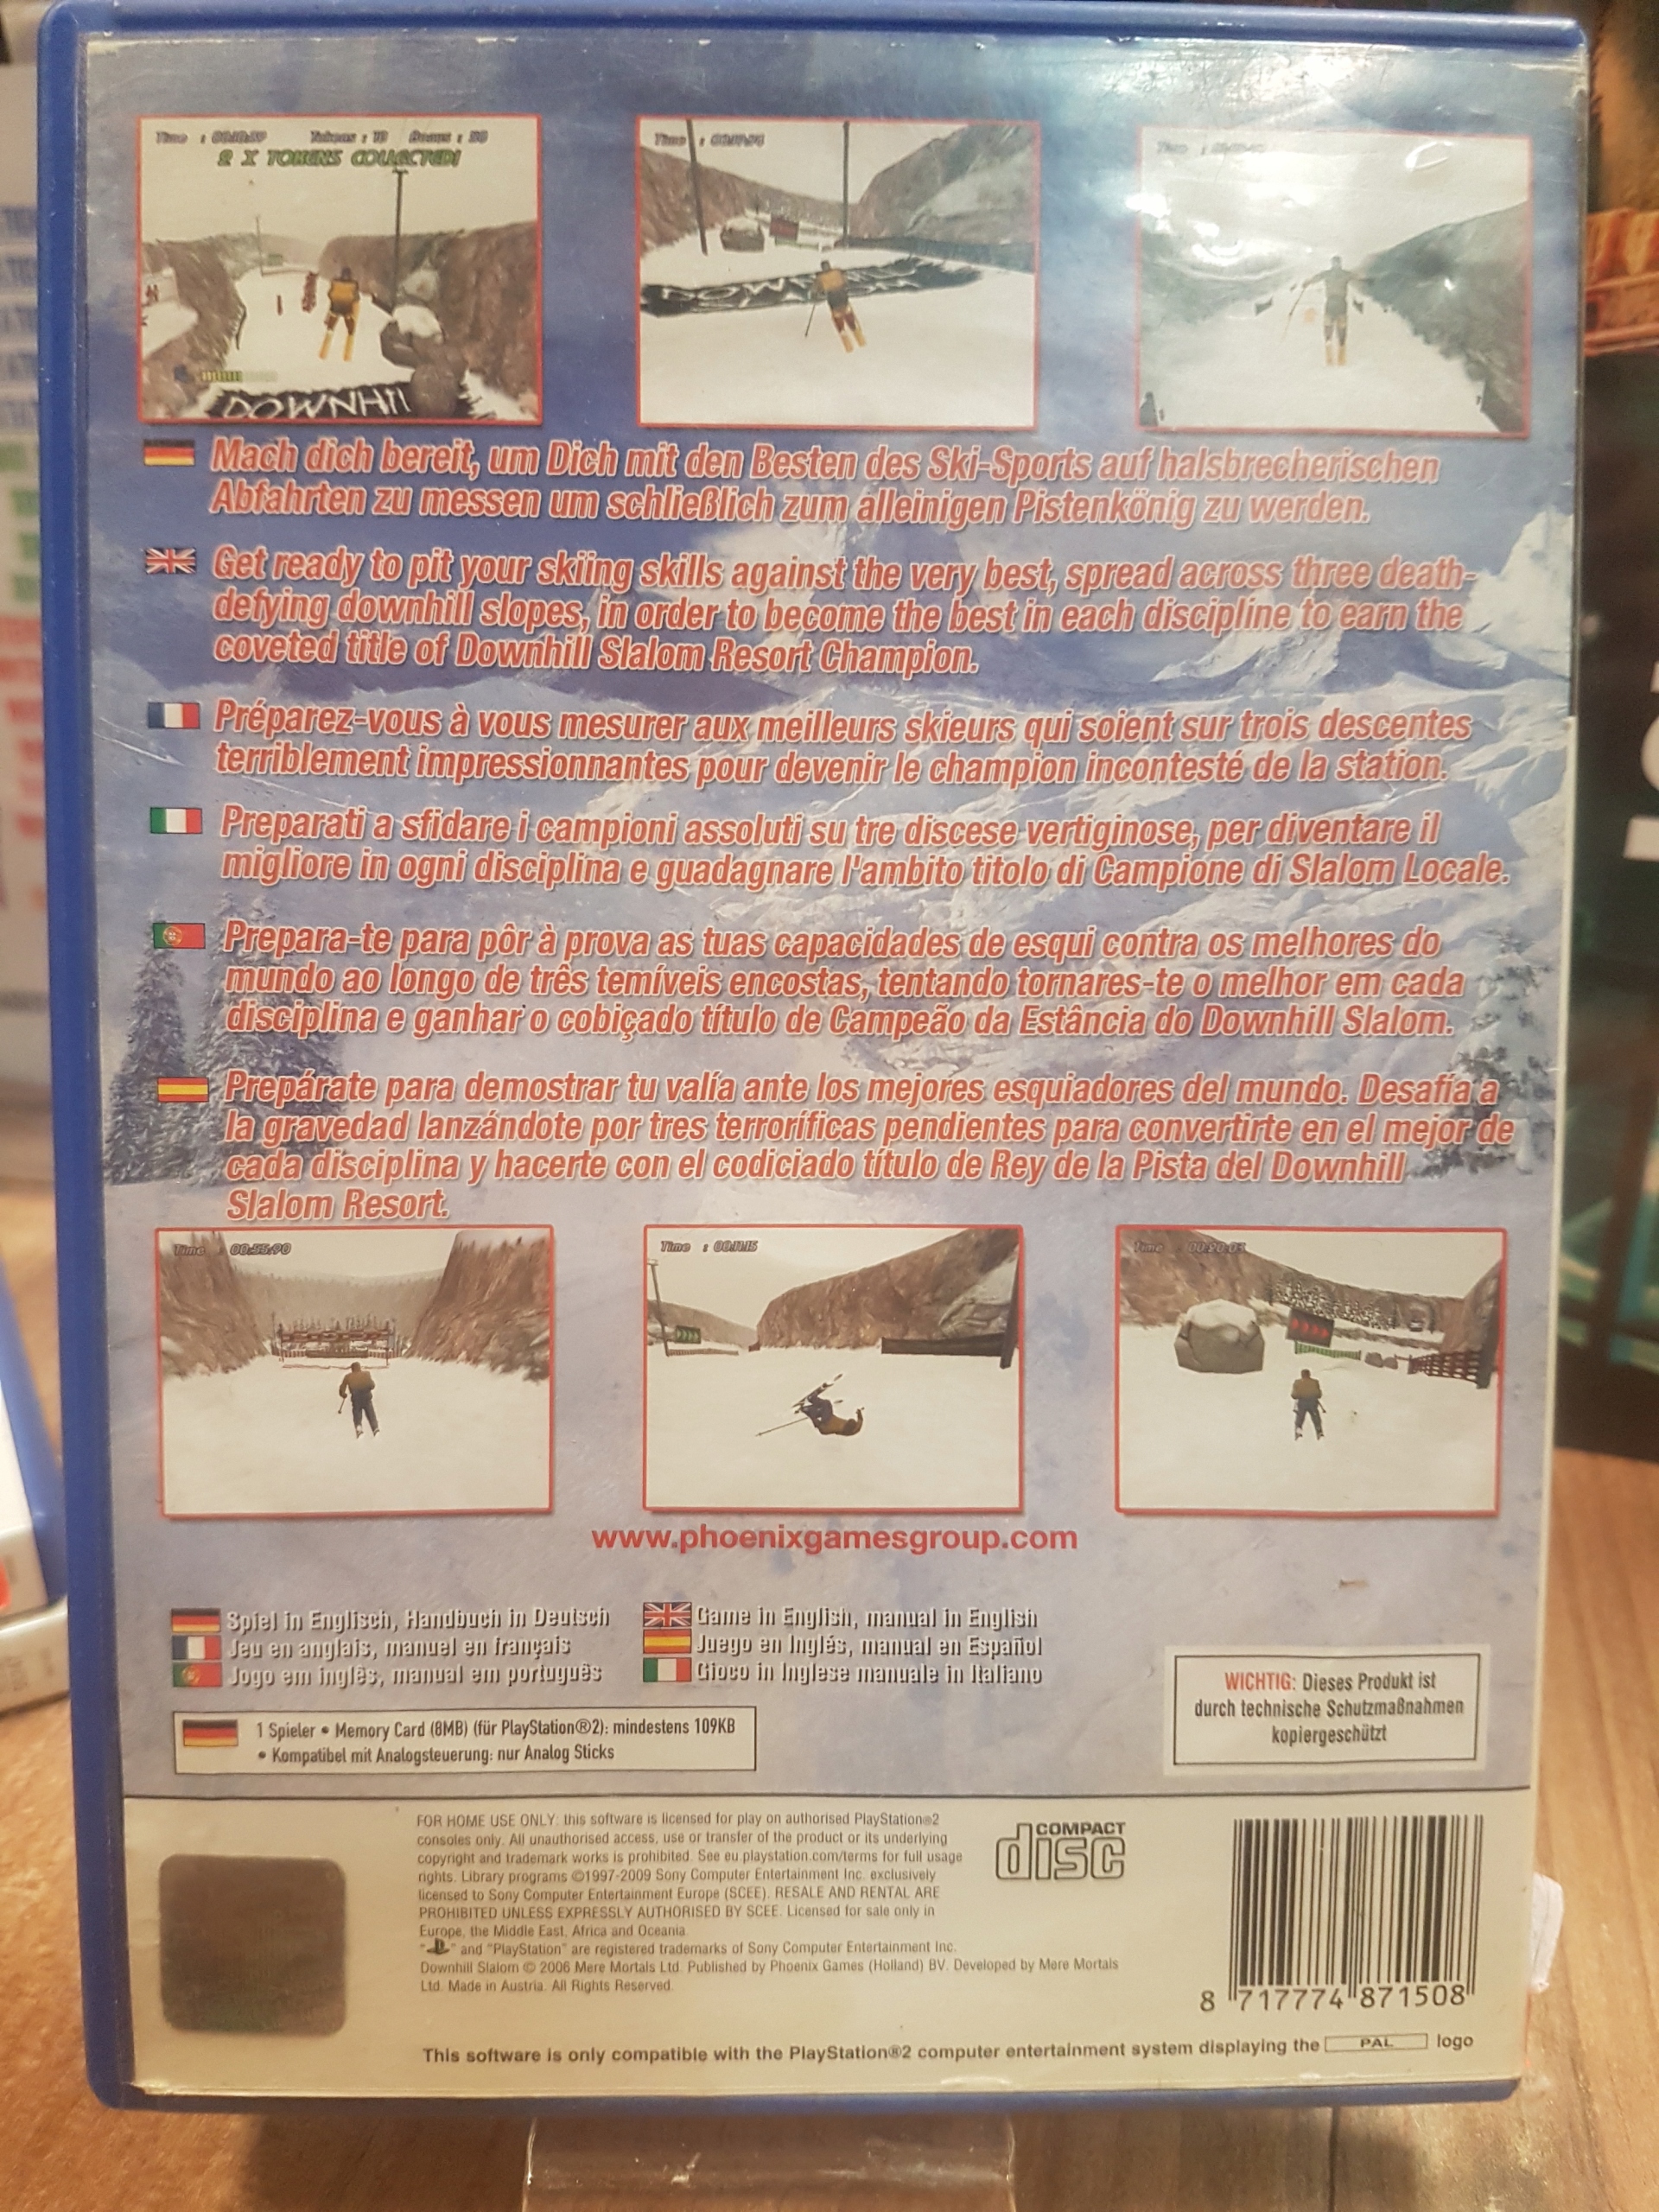 2 X TOKENS COLLECTED!
DOWNHIL
Mach dich bereit, um Dich mit den Besten des Ski-Sports auf halsbrecherischen
Abfahrten zu messen um schließlich zum alleinigen Pistenkönig zu werden.
Get ready to pit your skiing skills against the very best, spread across three death-
defying downhill slopes, in order to become the best in each discipline to earn the
coveted title of Downhill Slalom Resort Champion.
Préparez-vous à vous mesurer aux meilleurs skieurs qui soient sur trois descentes
terriblement impressionnantes pour devenir le champion incontesté de la station.
Preparati a sfidare i campioni assoluti su tre discese vertiginose, per diventare il
migliore in ogni disciplina e guadagnare l'ambito titolo di Campione di Slalom Locale.
Prepara-te para pôr à prova as tuas capacidades de esqui contra os melhores do
mundo ao longo de três temíveis encostas, tentando tornares-te o melhor em cada
disciplina e ganhar o cobiçado título de Campeão da Estância do Downhill Slalom.
Prepárate para demostrar tu valía ante los mejores esquiadores del mundo. Desafía a
la gravedad lanzándote por tres terroríficas pendientes para convertirte en el mejor de
cada disciplina y hacerte con el codiciado título de Rey de la Pista del Downhill
Slalom Resort.
Time : 00:55:90
Time : 00:11:15
Time : 00:20:03
www.phoenixgamesgroup.com
Spiel in Englisch, Handbuch in Deutsch
Jeu en anglais, manuel en français
Jogo em inglês, manual em português
Game in English, manual in English
Juego en Inglés, manual en Español
Gioco in Inglese manuale in Italiano
WICHTIG: Dieses Produkt ist
durch technische Schutzmaßnahmen
kopiergeschützt
1 Spieler • Memory Card (8MB) (für PlayStation®2): mindestens 109KB
• Kompatibel mit Analogsteuerung: nur Analog Sticks
FOR HOME USE ONLY: this software is licensed for play on authorised PlayStation®2
consoles only. All unauthorised access, use or transfer of the product or its underlying
copyright and trademark works is prohibited. See eu.playstation.com/terms for full usage
rights. Library programs ©1997-2009 Sony Computer Entertainment Inc. exclusively
licensed to Sony Computer Entertainment Europe (SCEE). RESALE AND RENTAL ARE
PROHIBITED UNLESS EXPRESSLY AUTHORISED BY SCEE. Licensed for sale only in
Europe, the Middle East, Africa and Oceania.
" " and "PlayStation" are registered trademarks of Sony Computer Entertainment Inc.
Downhill Slalom © 2006 Mere Mortals Ltd. Published by Phoenix Games (Holland) BV. Developed by Mere Mortals
Ltd. Made in Austria. All Rights Reserved.
COMPACT
disc
8 717774 871508
This software is only compatible with the PlayStation®2 computer entertainment system displaying the PAL logo